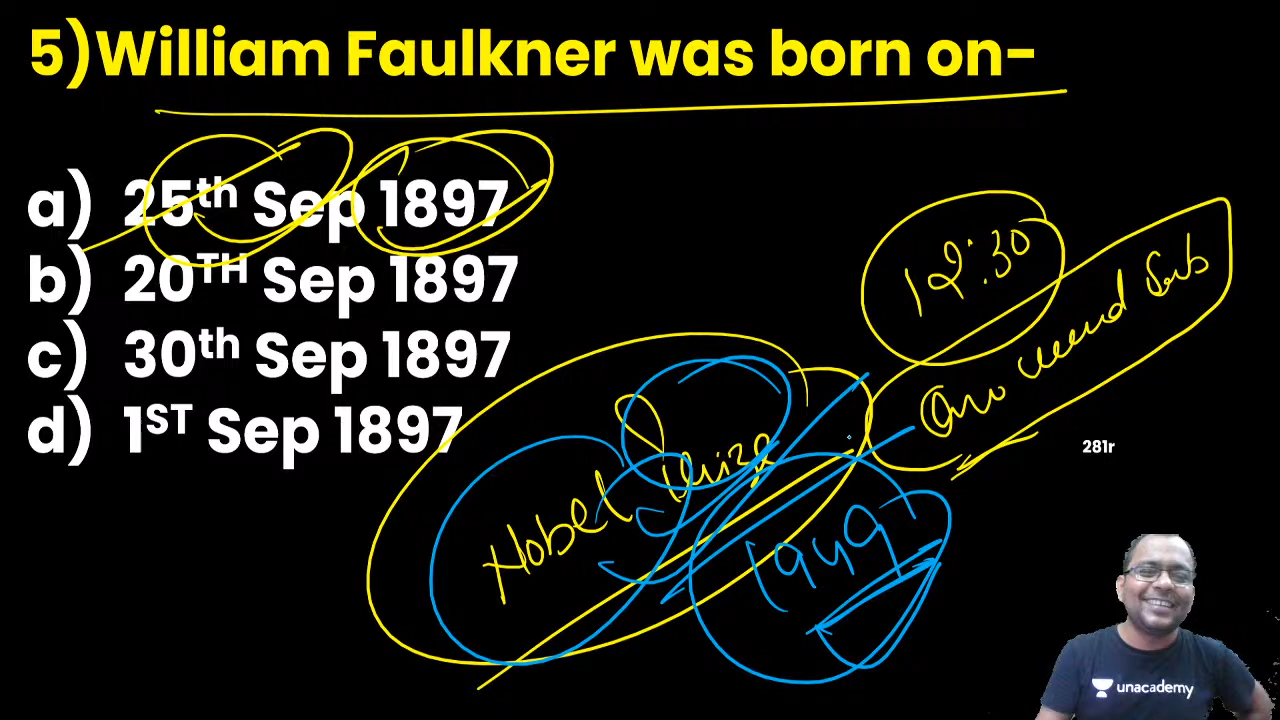 5)William Faulkner was born on-
a) 25th Sep 1897
b) 20TH Sep 1897
c) 30th Sep 1897
d) 1ST Sep 1897
12:30
Nobel Prize
1949
281r
unacademy